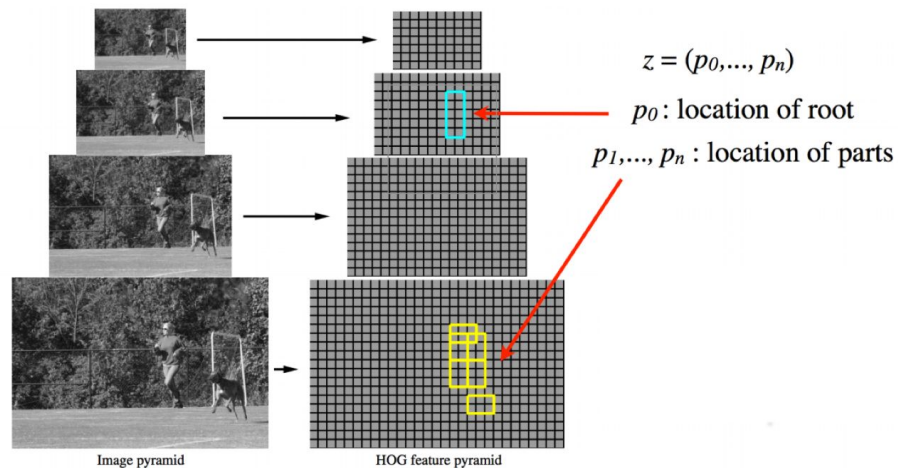 z = (p0,..., pn)
p0 : location of root
p1,..., pn : location of parts
Image pyramid
HOG feature pyramid